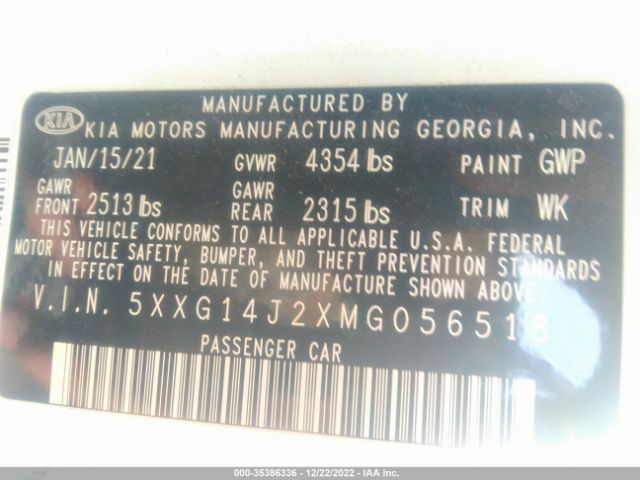 MANUFACTURED BY
KIA KIA MOTORS MANUFACTURING GEORGIA, INC.
JAN/15/21 GVWR 4354 lbs PAINT GWP
GAWR FRONT 2513 lbs GAWR REAR 2315 lbs TRIM WK
THIS VEHICLE CONFORMS TO ALL APPLICABLE U.S.A. FEDERAL
MOTOR VEHICLE SAFETY, BUMPER, AND THEFT PREVENTION STANDARDS
IN EFFECT ON THE DATE OF MANUFACTURE SHOWN ABOVE.
V.I.N. 5XXG14J2XMG056518
PASSENGER CAR
000-35386336 - 12/22/2022 - IAA Inc.